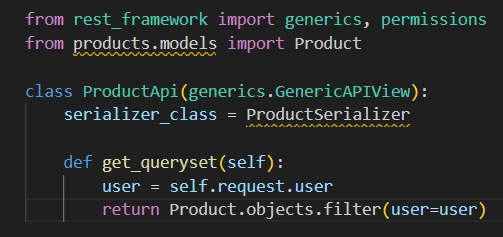 from rest_framework import generics, permissions
from products.models import Product
class ProductApi(generics.GenericAPIView):
serializer_class = ProductSerializer
def get_queryset(self):
user = self.request.user
return Product.objects.filter(user=user)